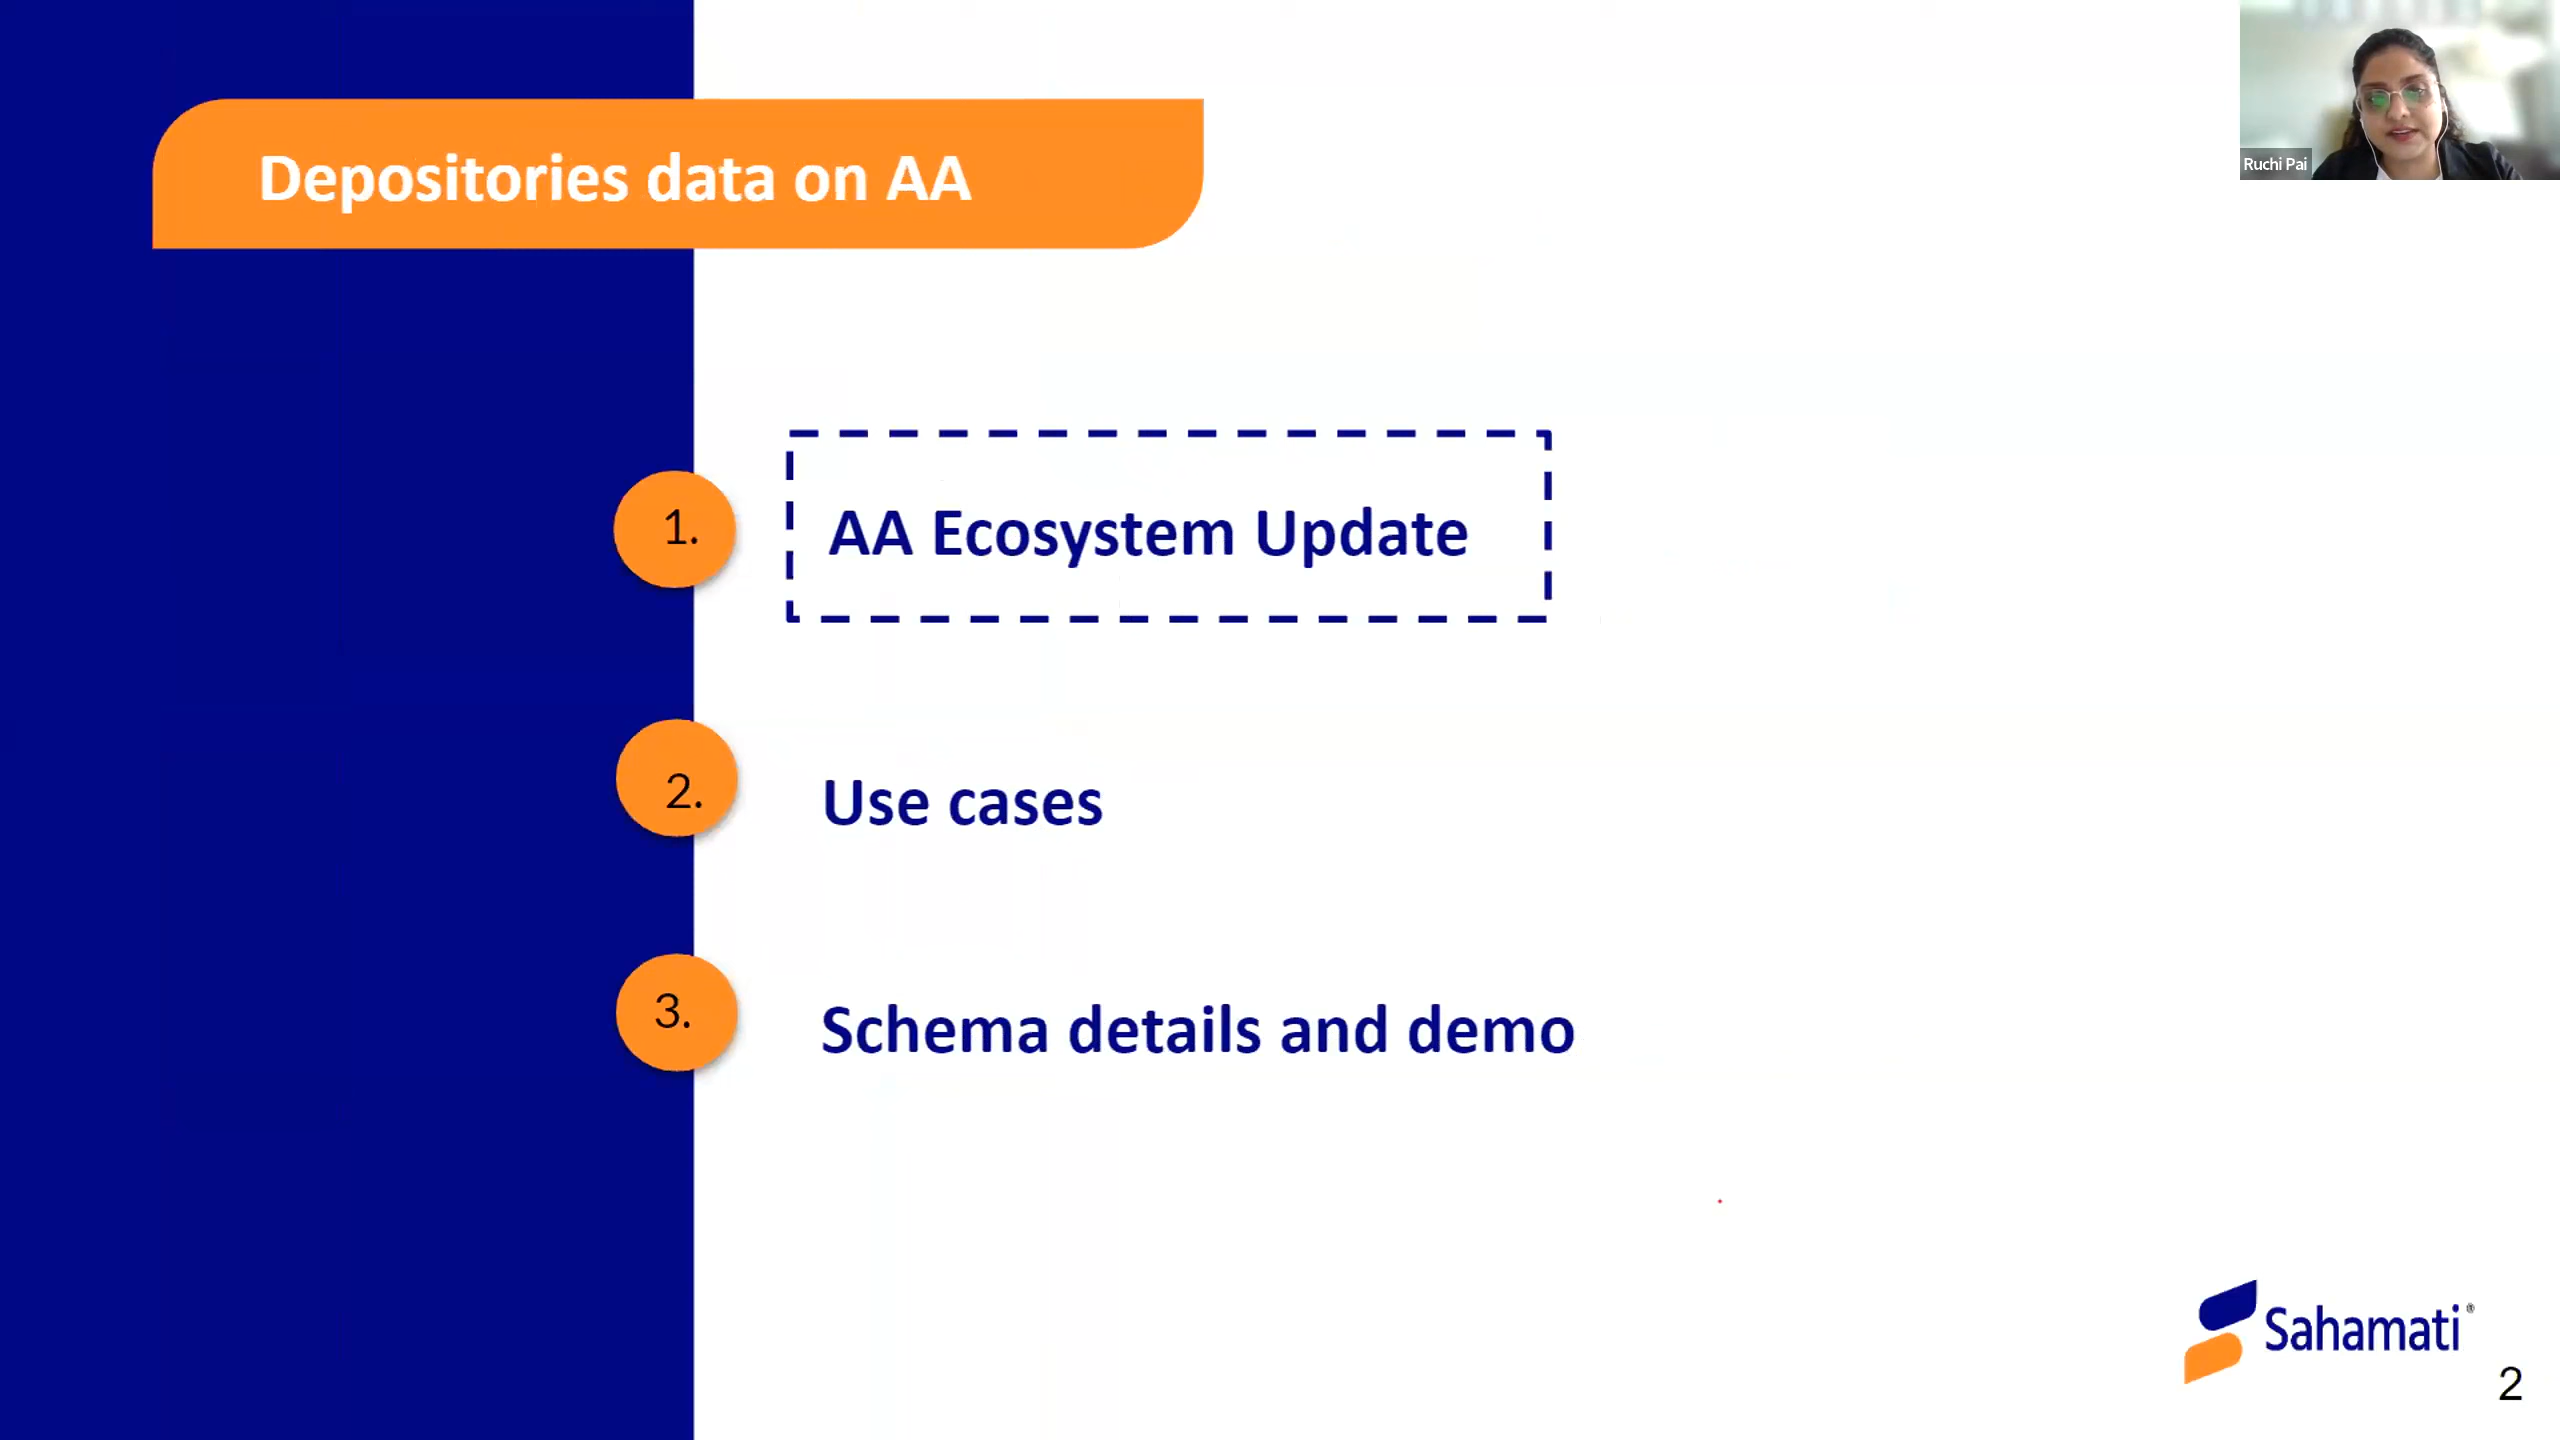 Depositories data on AA
Ruchi Pai
1.
AA Ecosystem Update
2.
Use cases
3.
Schema details and demo
Sahamati®
2